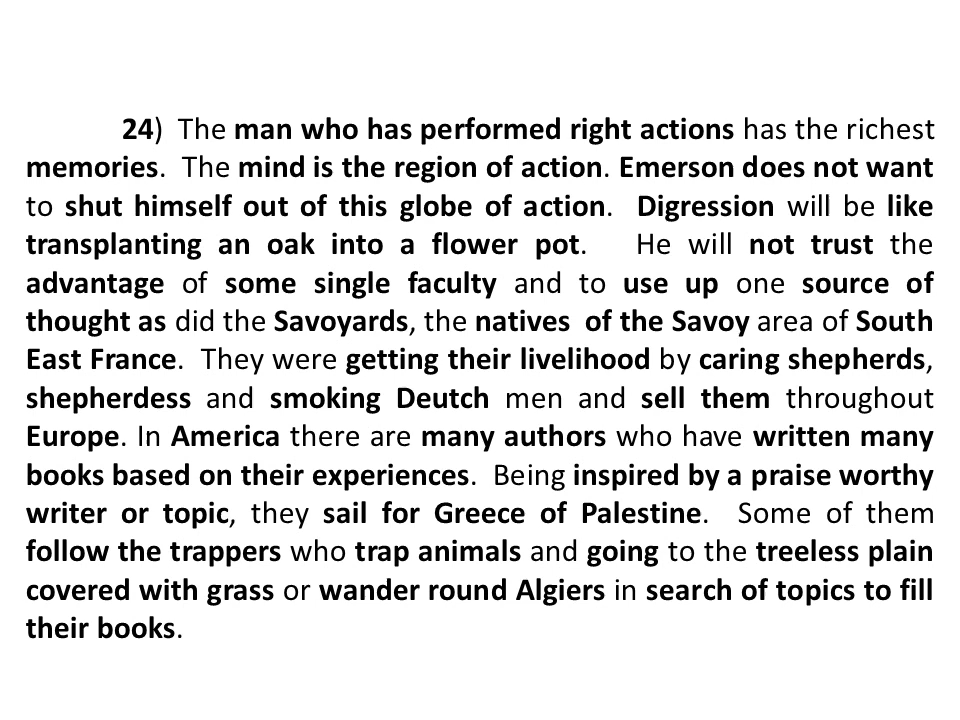 24) The man who has performed right actions has the richest
memories. The mind is the region of action. Emerson does not want
to shut himself out of this globe of action. Digression will be like
transplanting an oak into a flower pot. He will not trust the
advantage of some single faculty and to use up one source of
thought as did the Savoyards, the natives of the Savoy area of South
East France. They were getting their livelihood by caring shepherds,
shepherdess and smoking Deutch men and sell them throughout
Europe. In America there are many authors who have written many
books based on their experiences. Being inspired by a praise worthy
writer or topic, they sail for Greece of Palestine. Some of them
follow the trappers who trap animals and going to the treeless plain
covered with grass or wander round Algiers in search of topics to fill
their books.